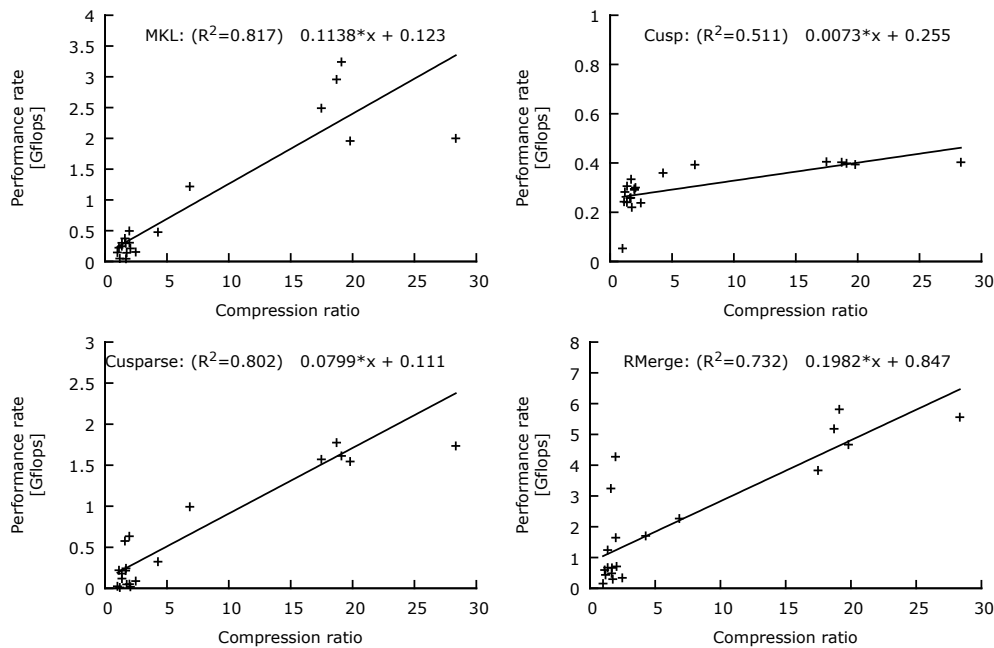 MKL: (R2=0.817) 0.1138*x + 0.123
4
3.5
3
2.5
2
1.5
1
0.5
0
Performance rate
[Gflops]
0 5 10 15 20 25 30
Compression ratio
Cusp: (R2=0.511) 0.0073*x + 0.255
1
0.8
0.6
0.4
0.2
0
Performance rate
[Gflops]
0 5 10 15 20 25 30
Compression ratio
Cusparse: (R2=0.802) 0.0799*x + 0.111
3
2.5
2
1.5
1
0.5
0
Performance rate
[Gflops]
0 5 10 15 20 25 30
Compression ratio
RMerge: (R2=0.732) 0.1982*x + 0.847
8
7
6
5
4
3
2
1
0
Performance rate
[Gflops]
0 5 10 15 20 25 30
Compression ratio